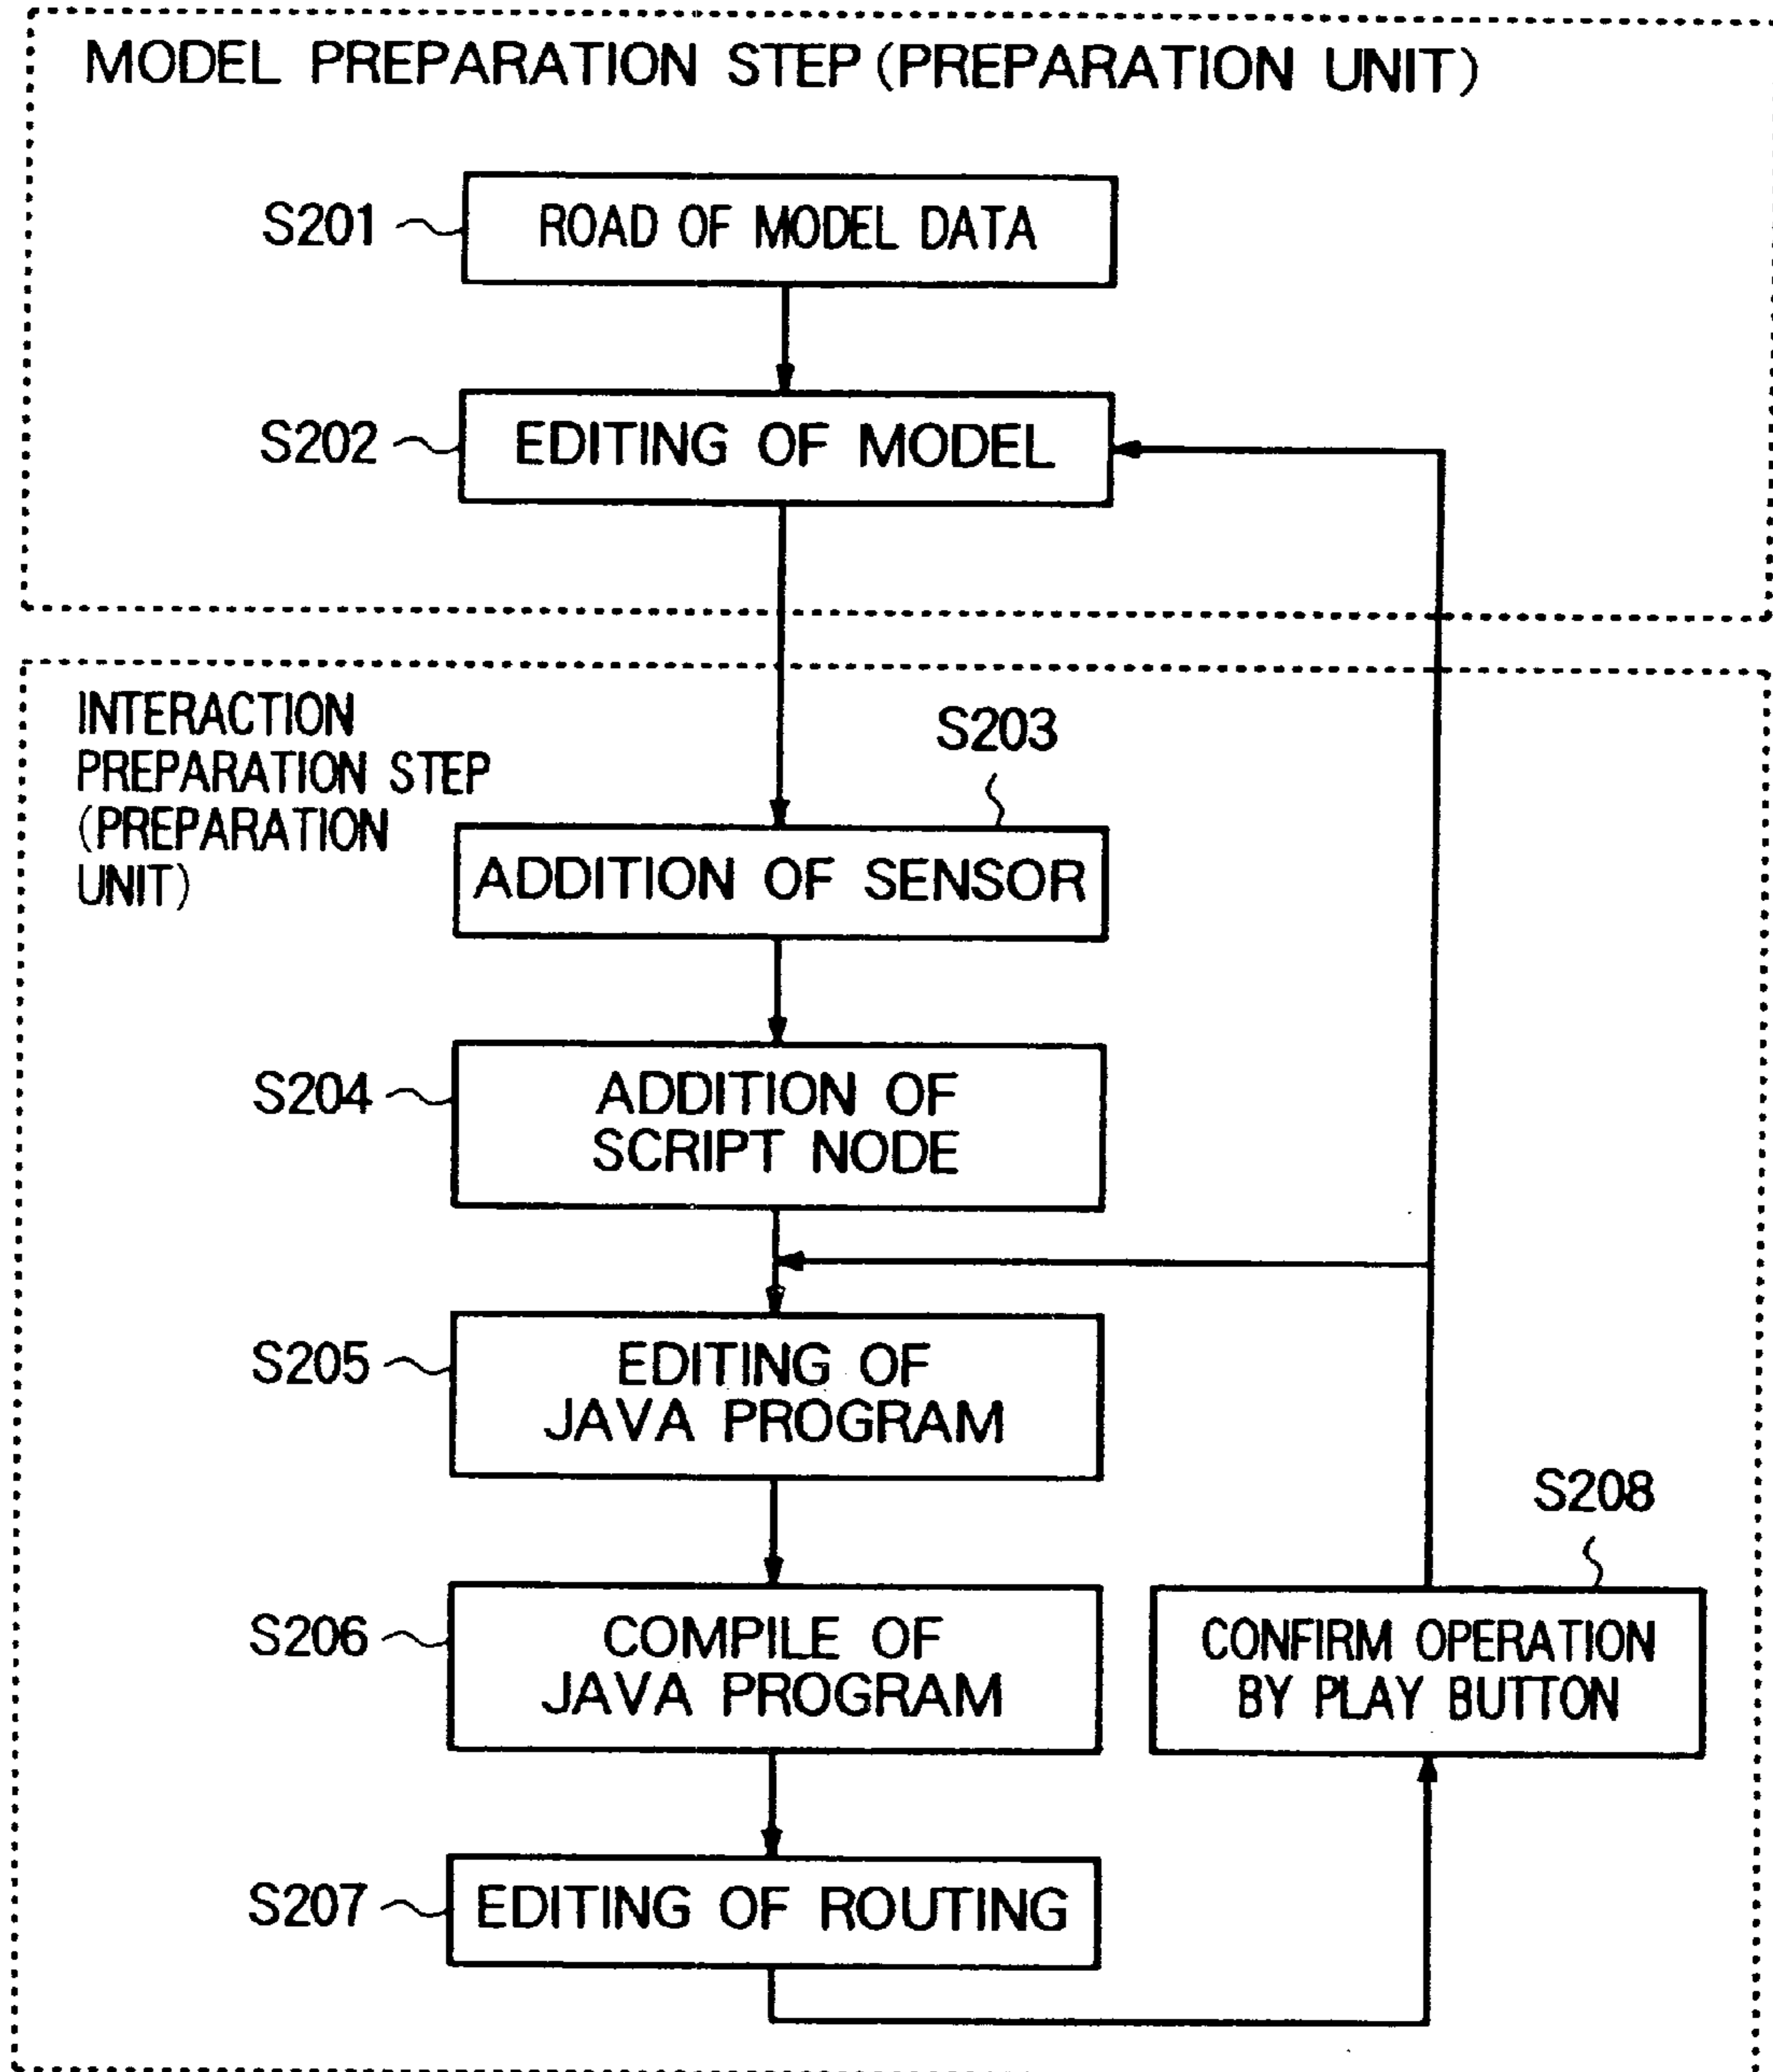 MODEL PREPARATION STEP (PREPARATION UNIT)
S201
ROAD OF MODEL DATA
S202
EDITING OF MODEL
INTERACTION
PREPARATION STEP
(PREPARATION
UNIT)
S203
ADDITION OF SENSOR
S204
ADDITION OF
SCRIPT NODE
S205
EDITING OF
JAVA PROGRAM
S206
COMPILE OF
JAVA PROGRAM
S208
CONFIRM OPERATION
BY PLAY BUTTON
S207
EDITING OF ROUTING